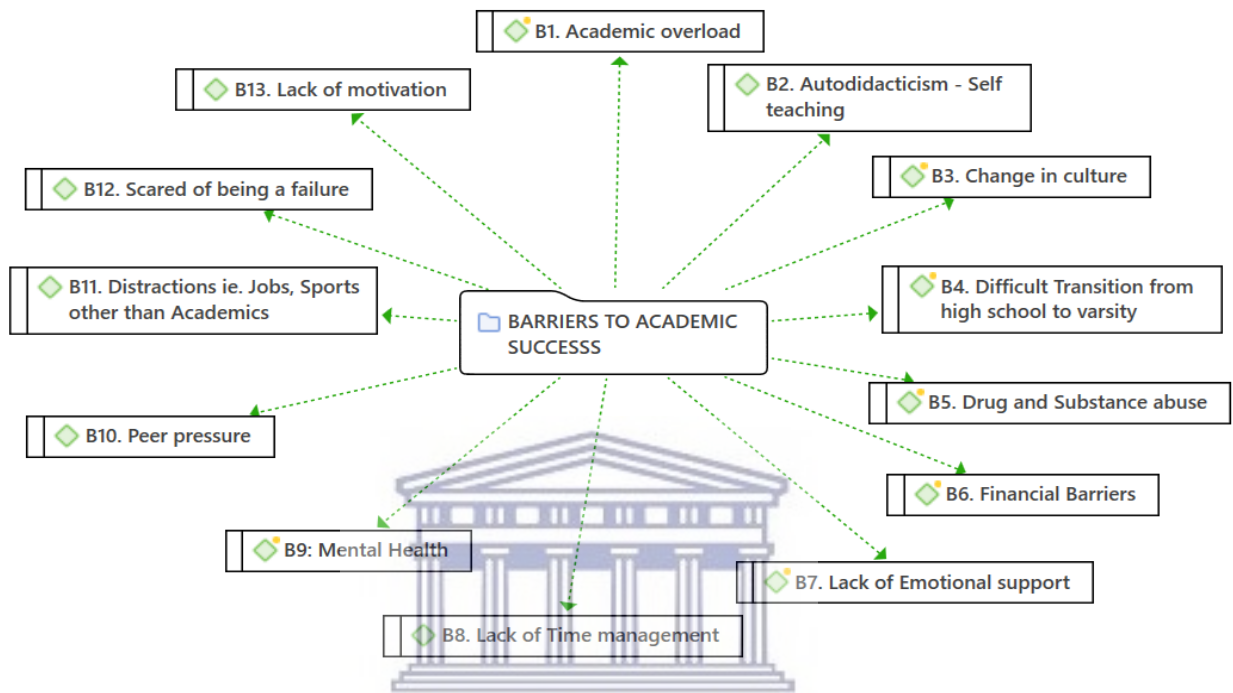 B1. Academic overload
B2. Autodidacticism - Self
teaching
B3. Change in culture
B4. Difficult Transition from
high school to varsity
B5. Drug and Substance abuse
B6. Financial Barriers
B7. Lack of Emotional support
B8. Lack of Time management
B9: Mental Health
B10. Peer pressure
B11. Distractions ie. Jobs, Sports
other than Academics
B12. Scared of being a failure
B13. Lack of motivation
BARRIERS TO ACADEMIC
SUCCESSS